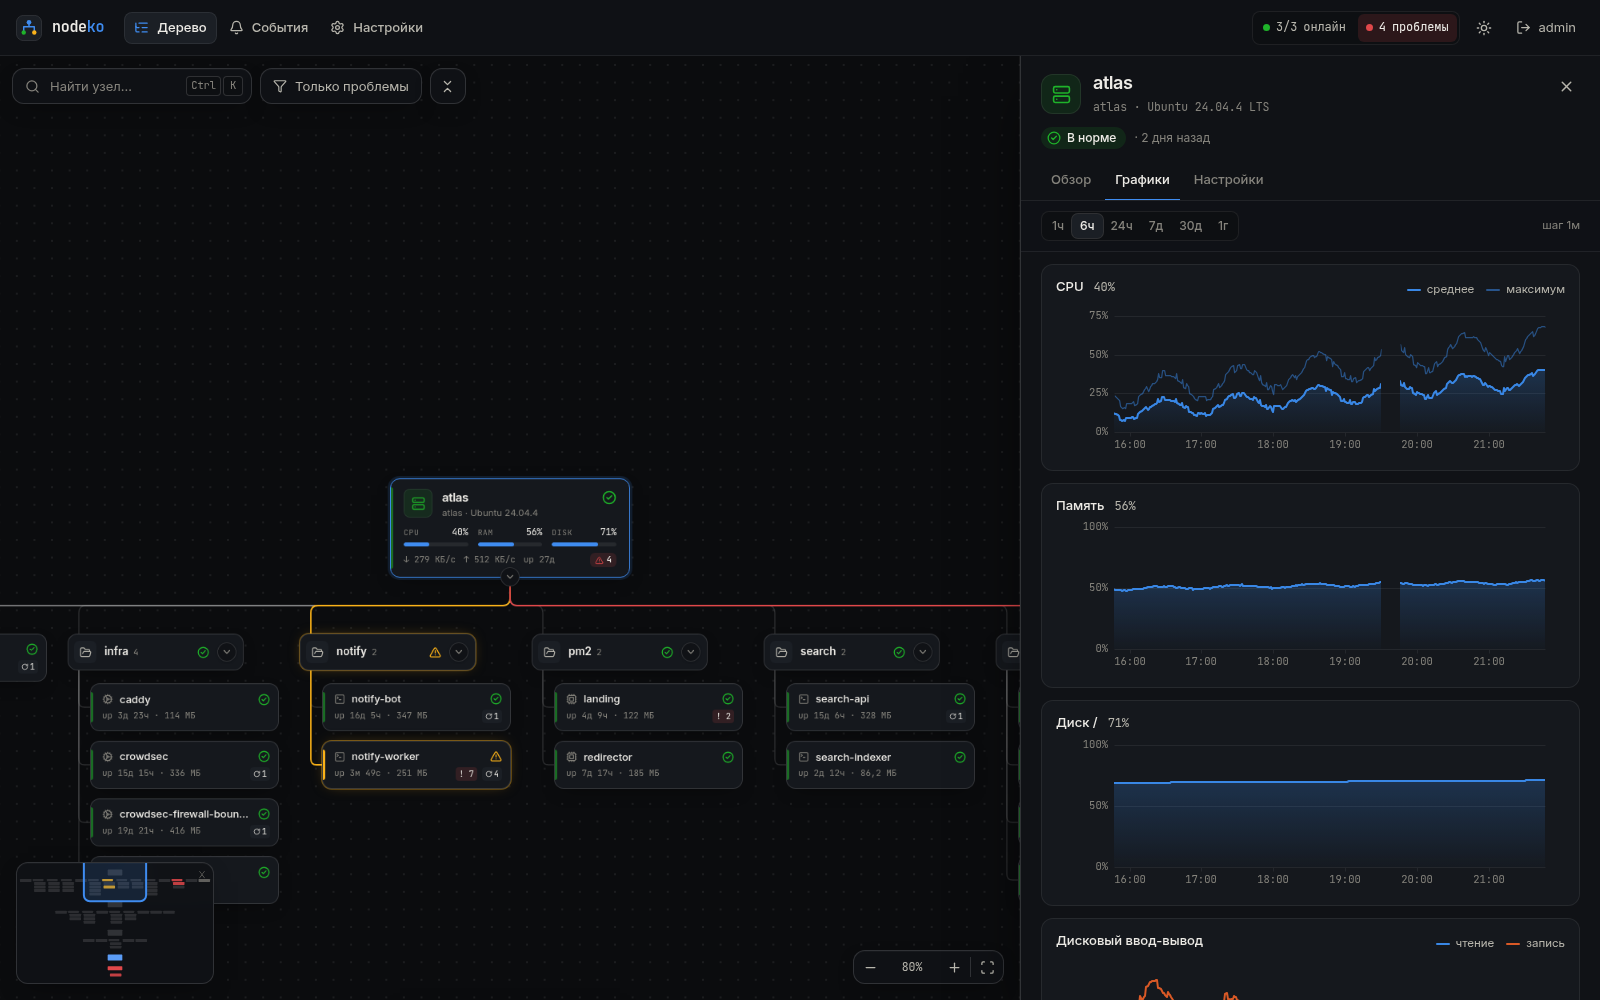 nodeko
Дерево
События
Настройки
3/3 онлайн
4 проблемы
admin
Найти узел...
Ctrl K
Только проблемы
atlas
atlas · Ubuntu 24.04.4
CPU 40% RAM 56% DISK 71%
↓ 279 КБ/с ↑ 512 КБ/с up 27д
4
1
infra 4
caddy
up 3д 23ч · 114 МБ
crowdsec
up 15д 15ч · 336 МБ
1
crowdsec-firewall-boun...
up 19д 21ч · 416 МБ
1
notify 2
notify-bot
up 16д 5ч · 347 МБ
1
notify-worker
up 3м 49с · 251 МБ
! 7
4
pm2 2
landing
up 4д 9ч · 122 МБ
! 2
redirector
up 7д 17ч · 185 МБ
search 2
search-api
up 15д 6ч · 328 МБ
1
search-indexer
up 2д 12ч · 86,2 МБ
X
80%
atlas
atlas · Ubuntu 24.04.4 LTS
В норме · 2 дня назад
Обзор
Графики
Настройки
1ч 6ч 24ч 7д 30д 1г
шаг 1м
CPU 40%
среднее максимум
75%
50%
25%
0%
16:00 17:00 18:00 19:00 20:00 21:00
Память 56%
100%
50%
0%
16:00 17:00 18:00 19:00 20:00 21:00
Диск / 71%
100%
50%
0%
16:00 17:00 18:00 19:00 20:00 21:00
Дисковый ввод-вывод
чтение запись